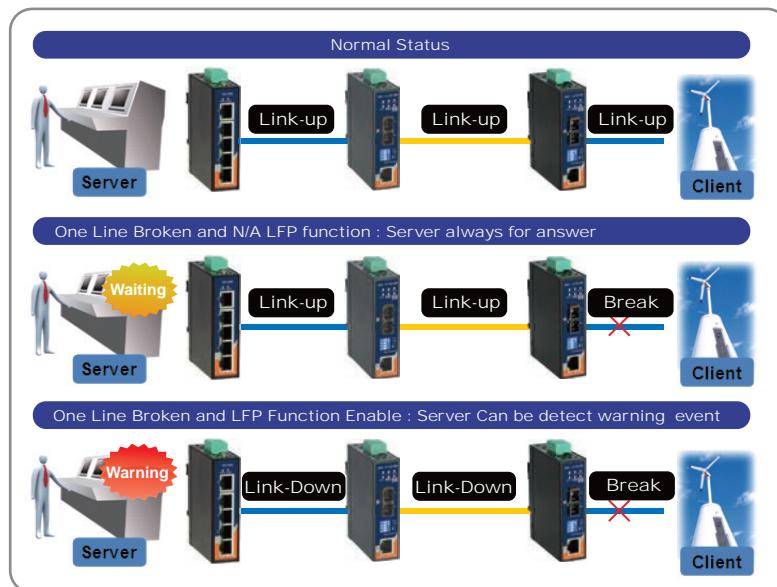 Normal Status
Link-up
Link-up
Link-up
Server
Client
One Line Broken and N/A LFP function : Server always for answer
Waiting
Link-up
Link-up
Break
Server
Client
One Line Broken and LFP Function Enable : Server Can be detect warning event
Warning
Link-Down
Link-Down
Break
Server
Client